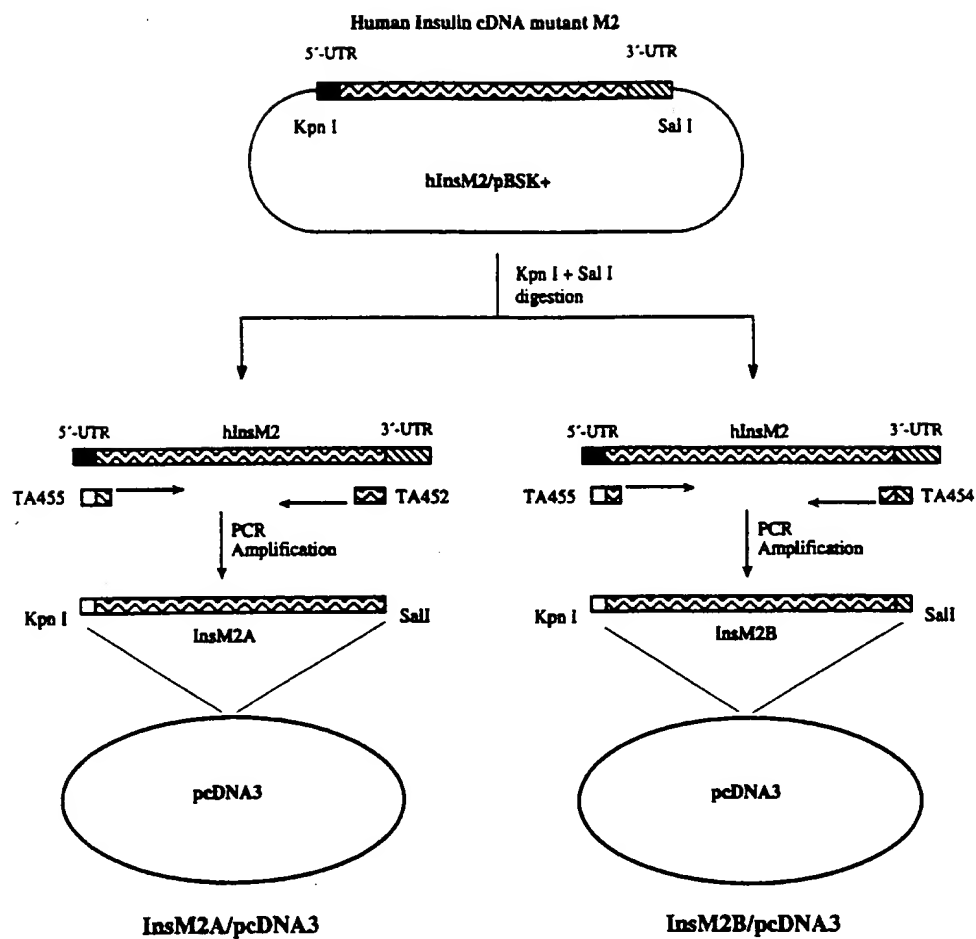 Human Insulin cDNA mutant M2
5´-UTR
3´-UTR
Kpn I
Sal I
hInsM2/pBSK+
Kpn I + Sal I
digestion
5´-UTR
hInsM2
3´-UTR
TA455
TA452
PCR
Amplification
Kpn I
SalI
InsM2A
pcDNA3
InsM2A/pcDNA3
5´-UTR
hInsM2
3´-UTR
TA455
TA454
PCR
Amplification
Kpn I
SalI
InsM2B
pcDNA3
InsM2B/pcDNA3